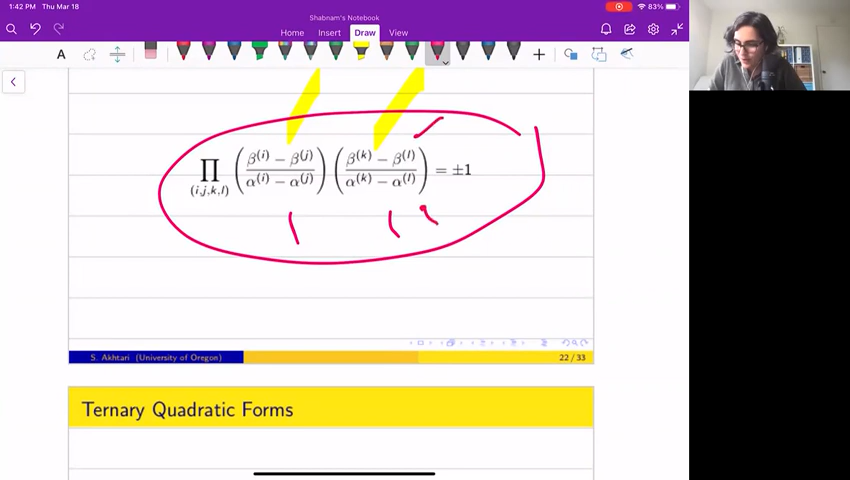 1:42 PM Thu Mar 18
83%
Shabnam's Notebook
Home Insert Draw View
A
∏ (i,j,k,l) ( (β^(i) − β^(j)) / (α^(i) − α^(j)) ) ( (β^(k) − β^(l)) / (α^(k) − α^(l)) ) = ±1
S. Akhtari (University of Oregon) 22 / 33
Ternary Quadratic Forms